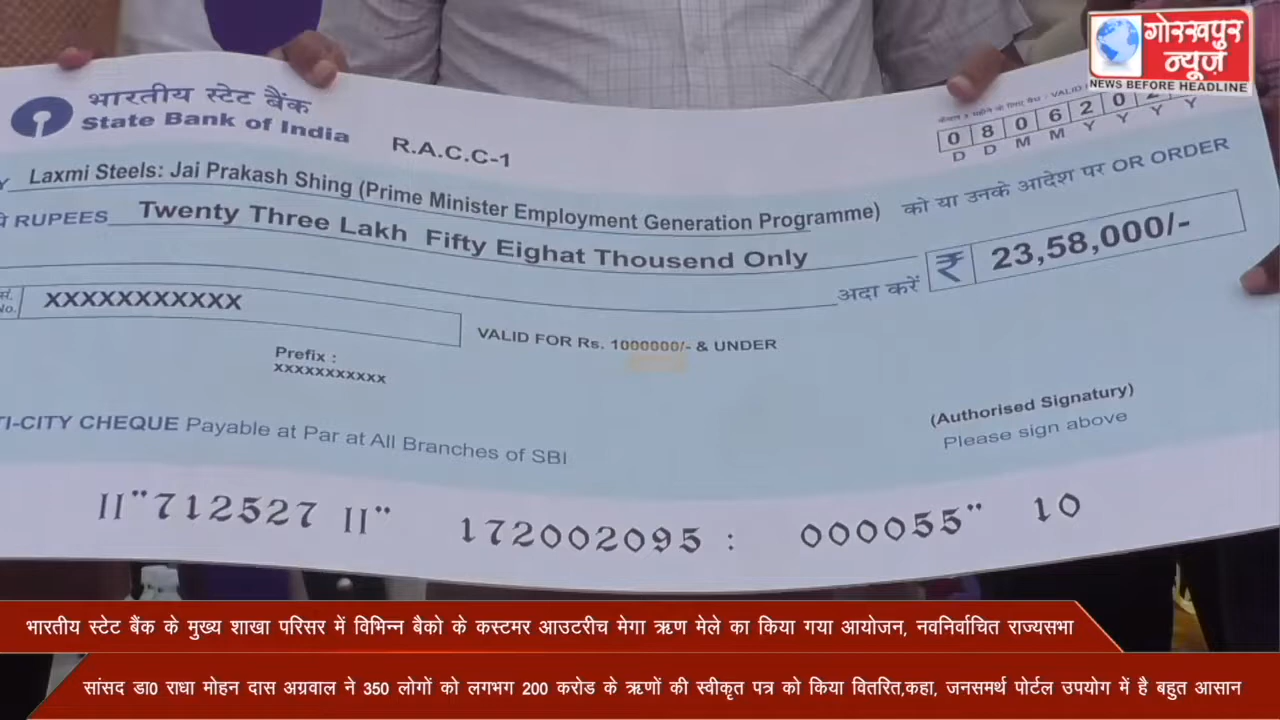 गोरखपुर
न्यूज़
NEWS BEFORE HEADLINE
भारतीय स्टेट बैंक
State Bank of India
R.A.C.C-1
0 8 0 6 2 0
D D M M Y Y Y Y
Laxmi Steels: Jai Prakash Shing (Prime Minister Employment Generation Programme) को या उनके आदेश पर OR ORDER
RUPEES Twenty Three Lakh Fifty Eighat Thousend Only
अदा करें ₹ 23,58,000/-
No. XXXXXXXXXXX
VALID FOR Rs. 1000000/- & UNDER
Prefix :
xxxxxxxxxxx
TI-CITY CHEQUE Payable at Par at All Branches of SBI
(Authorised Signatury)
Please sign above
II"712527 II" 172002095 : 000055" 10
भारतीय स्टेट बैंक के मुख्य शाखा परिसर में विभिन्न बैको के कस्टमर आउटरीच मेगा ऋण मेले का किया गया आयोजन, नवनिर्वाचित राज्यसभा
सांसद डा0 राधा मोहन दास अग्रवाल ने 350 लोगों को लगभग 200 करोड के ऋणों की स्वीकृत पत्र को किया वितरित,कहा, जनसमर्थ पोर्टल उपयोग में है बहुत आसान